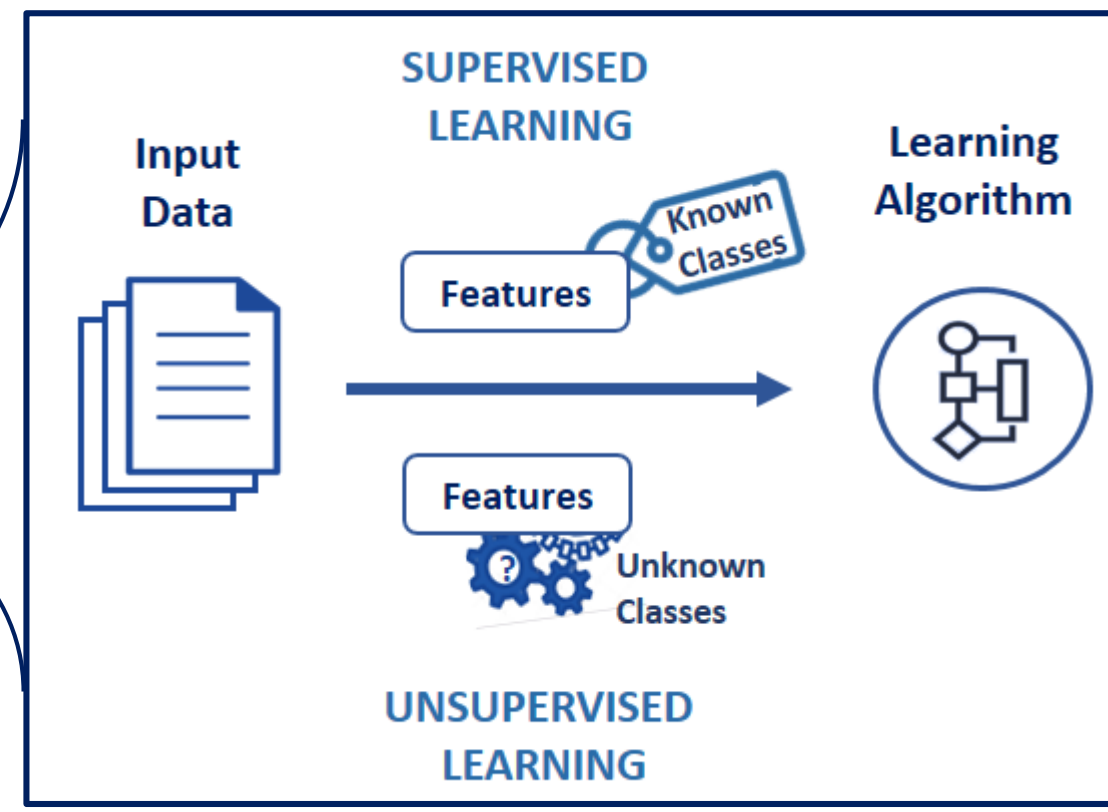 SUPERVISED
LEARNING
Input
Data
Learning
Algorithm
Known
Classes
Features
Features
?
Unknown
Classes
UNSUPERVISED
LEARNING